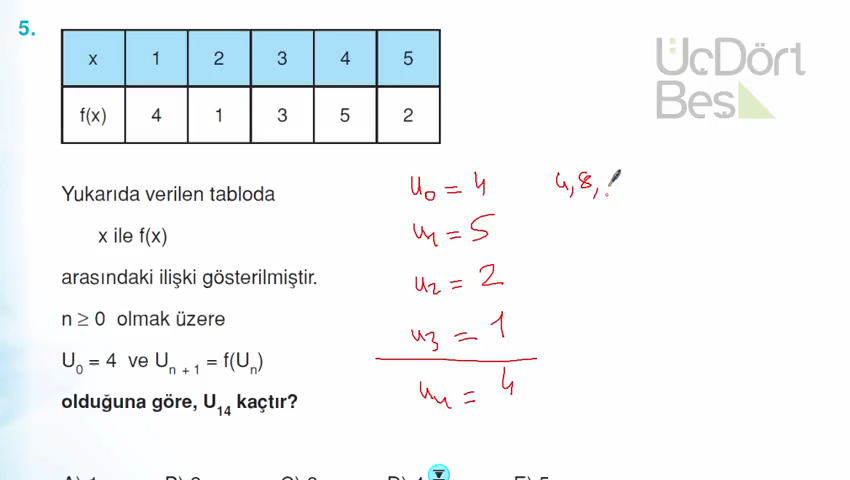 5.
x 1 2 3 4 5
f(x) 4 1 3 5 2
ÜçDört
Beş
Yukarıda verilen tabloda
x ile f(x)
arasındaki ilişki gösterilmiştir.
n ≥ 0 olmak üzere
U₀ = 4 ve Uₙ₊₁ = f(Uₙ)
olduğuna göre, U₁₄ kaçtır?
u₀ = 4
u₁ = 5
u₂ = 2
u₃ = 1
u₄ = 4
4, 8,